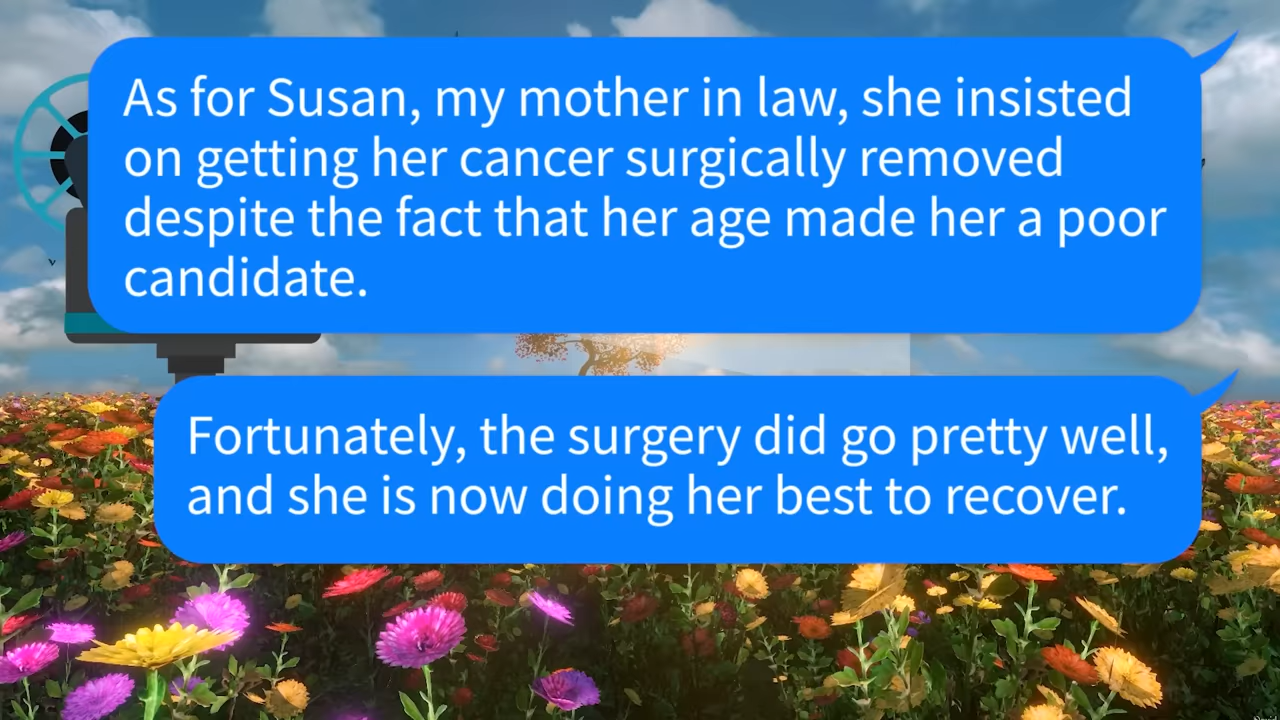 As for Susan, my mother in law, she insisted
on getting her cancer surgically removed
despite the fact that her age made her a poor
candidate.
Fortunately, the surgery did go pretty well,
and she is now doing her best to recover.